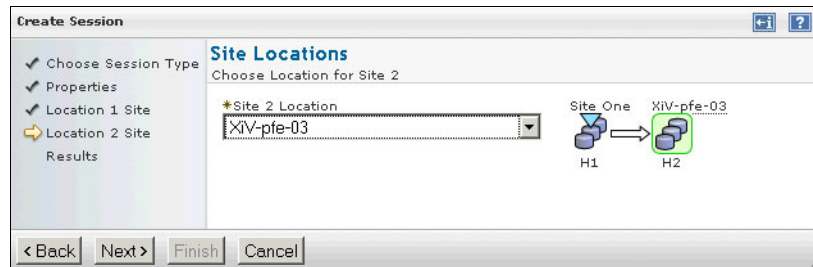 Create Session
?
Choose Session Type
Properties
Location 1 Site
Location 2 Site
Results
Site Locations
Choose Location for Site 2
*Site 2 Location
XiV-pfe-03
Site One
XiV-pfe-03
H1
H2
< Back
Next >
Finish
Cancel